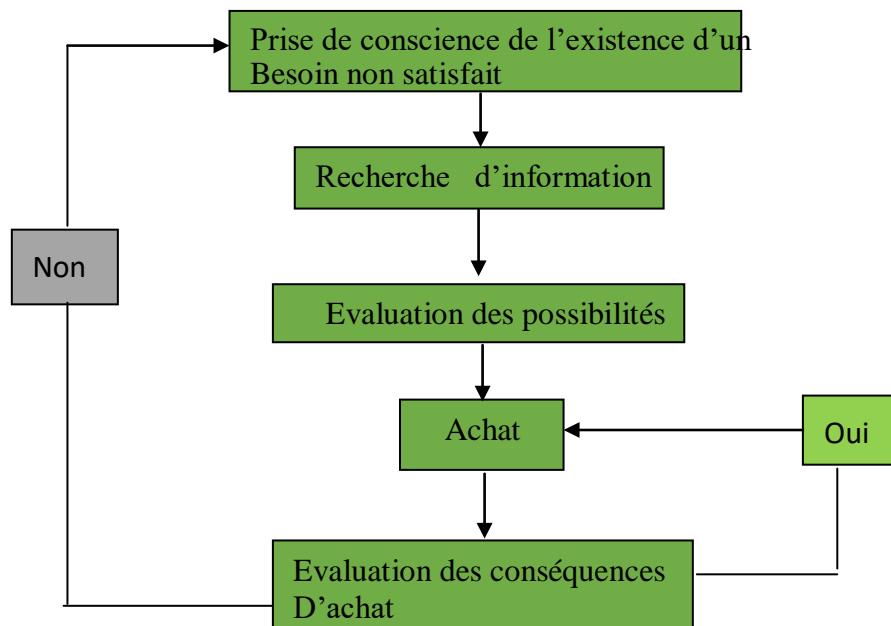 Prise de conscience de l’existence d’un
Besoin non satisfait
Recherche d’information
Non
Evaluation des possibilités
Achat
Oui
Evaluation des conséquences
D’achat